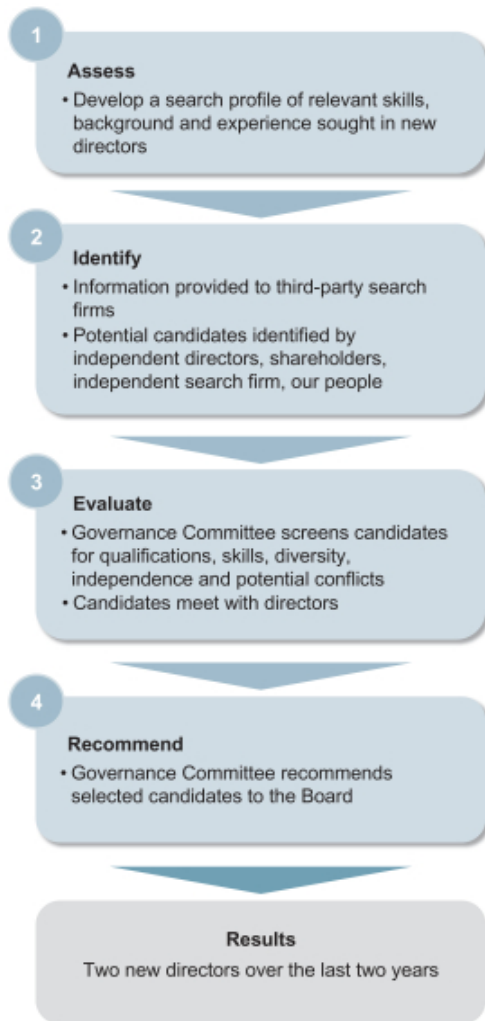 1
Assess
• Develop a search profile of relevant skills,
background and experience sought in new
directors
2
Identify
• Information provided to third-party search
firms
• Potential candidates identified by
independent directors, shareholders,
independent search firm, our people
3
Evaluate
• Governance Committee screens candidates
for qualifications, skills, diversity,
independence and potential conflicts
• Candidates meet with directors
4
Recommend
• Governance Committee recommends
selected candidates to the Board
Results
Two new directors over the last two years